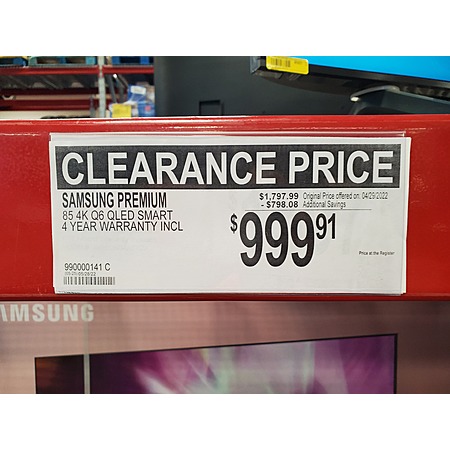 CLEARANCE PRICE
SAMSUNG PREMIUM
85 4K Q6 QLED SMART
4 YEAR WARRANTY INCL
$1,797.99 Original Price offered on: 04/29/2022
- $798.08 Additional Savings
$999.91
Price at the Register
990000141 C
AMSUNG